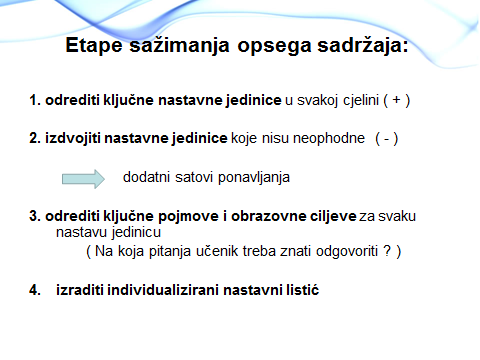 Etape sažimanja opsega sadržaja:
1. odrediti ključne nastavne jedinice u svakoj cjelini ( + )
2. izdvojiti nastavne jedinice koje nisu neophodne ( - )
dodatni satovi ponavljanja
3. odrediti ključne pojmove i obrazovne ciljeve za svaku
nastavu jedinicu
( Na koja pitanja učenik treba znati odgovoriti ? )
4. izraditi individualizirani nastavni listić